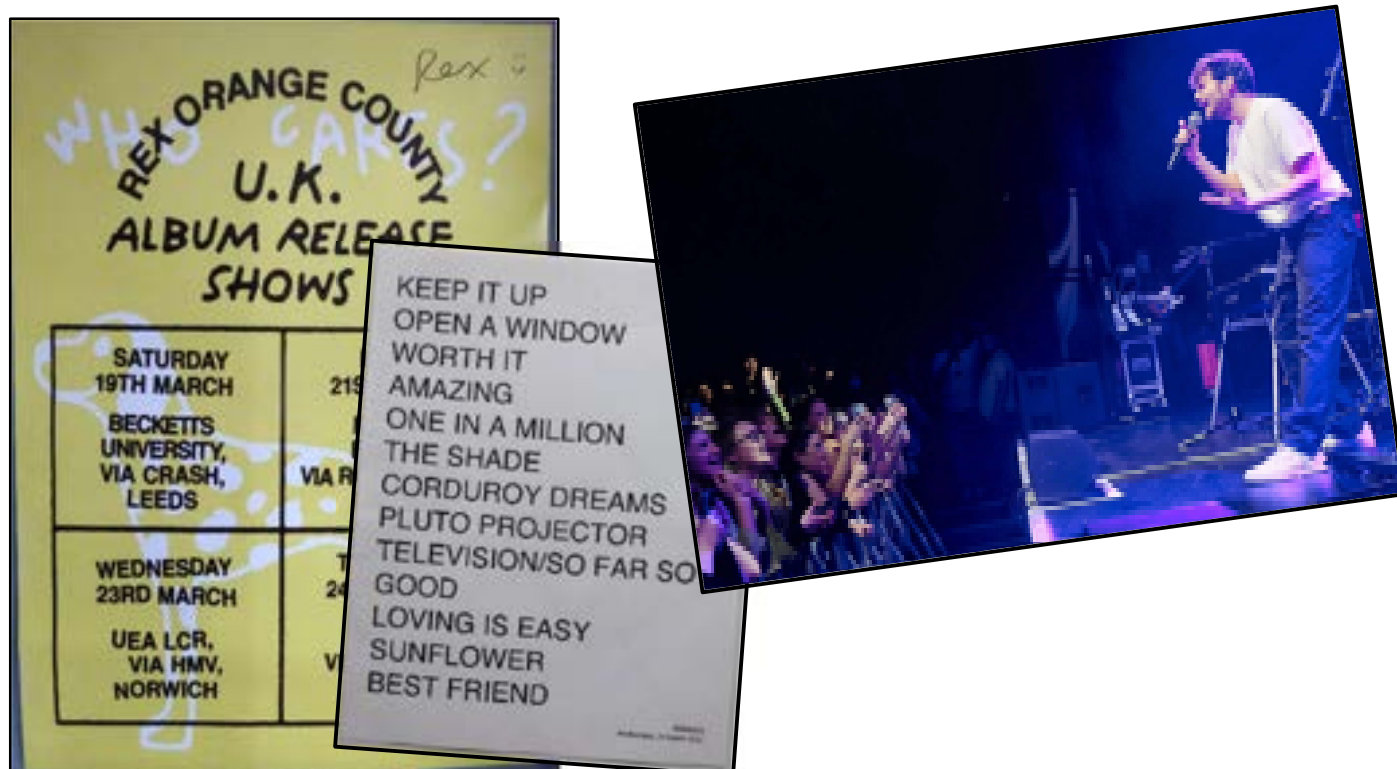 Rex
WHO CARES?
REX ORANGE COUNTY
U.K.
ALBUM RELEASE
SHOWS
SATURDAY
19TH MARCH
BECKETTS
UNIVERSITY,
VIA CRASH,
LEEDS
WEDNESDAY
23RD MARCH
UEA LCR,
VIA HMV,
NORWICH
21S
VIA R
KEEP IT UP
OPEN A WINDOW
WORTH IT
AMAZING
ONE IN A MILLION
THE SHADE
CORDUROY DREAMS
PLUTO PROJECTOR
TELEVISION/SO FAR SO
GOOD
LOVING IS EASY
SUNFLOWER
BEST FRIEND